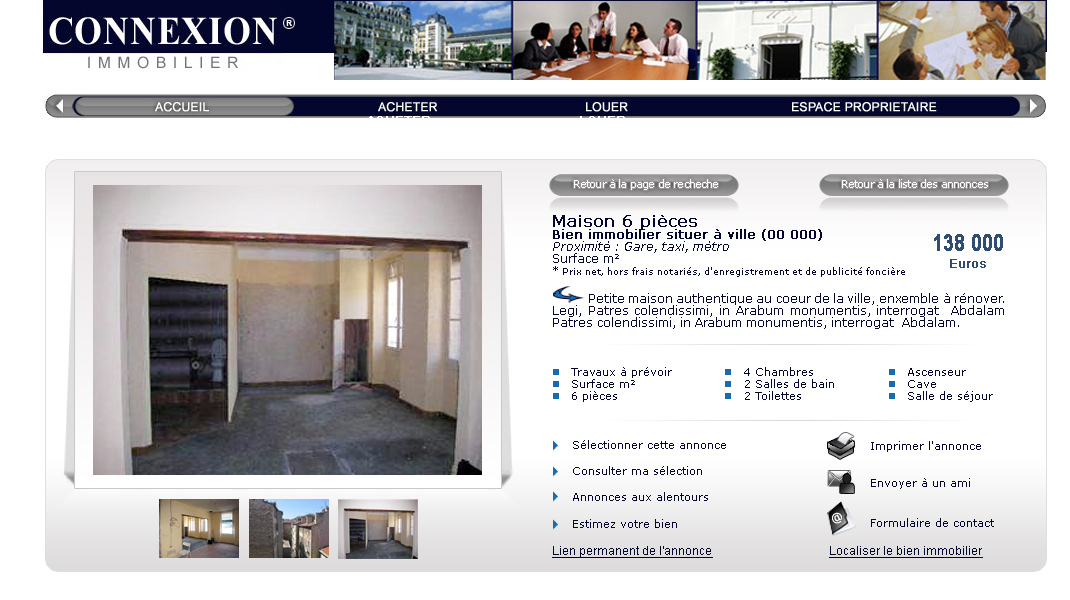 CONNEXION ®
IMMOBILIER
ACCUEIL
ACHETER
LOUER
ESPACE PROPRIETAIRE
ACHETER
LOUER
Retour à la page de recheche
Retour à la liste des annonces
Maison 6 pièces
Bien immobilier situer à ville (00 000)
Proximité : Gare, taxi, métro
Surface m²
* Prix net, hors frais notariés, d'enregistrement et de publicité foncière
138 000
Euros
Petite maison authentique au coeur de la ville, enxemble à rénover.
Legi, Patres colendissimi, in Arabum monumentis, interrogat Abdalam
Patres colendissimi, in Arabum monumentis, interrogat Abdalam.
Travaux à prévoir
Surface m²
6 pièces
4 Chambres
2 Salles de bain
2 Toilettes
Ascenseur
Cave
Salle de séjour
Sélectionner cette annonce
Consulter ma sélection
Annonces aux alentours
Estimez votre bien
Lien permanent de l'annonce
Imprimer l'annonce
Envoyer à un ami
@
Formulaire de contact
Localiser le bien immobilier